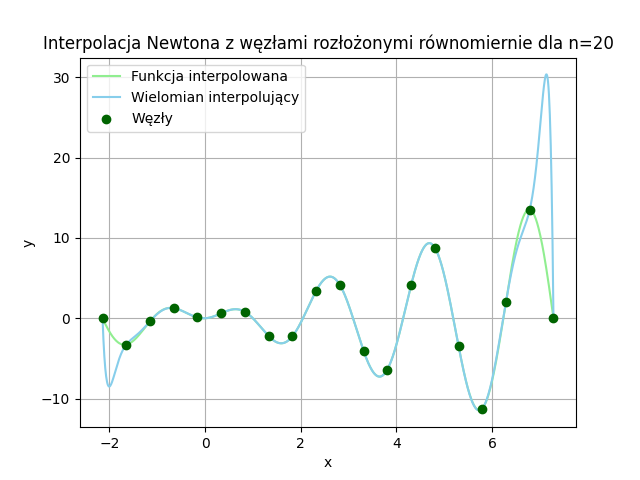 Interpolacja Newtona z węzłami rozłożonymi równomiernie dla n=20
Funkcja interpolowana
Wielomian interpolujący
Węzły
30
20
10
0
−10
y
−2
0
2
4
6
x